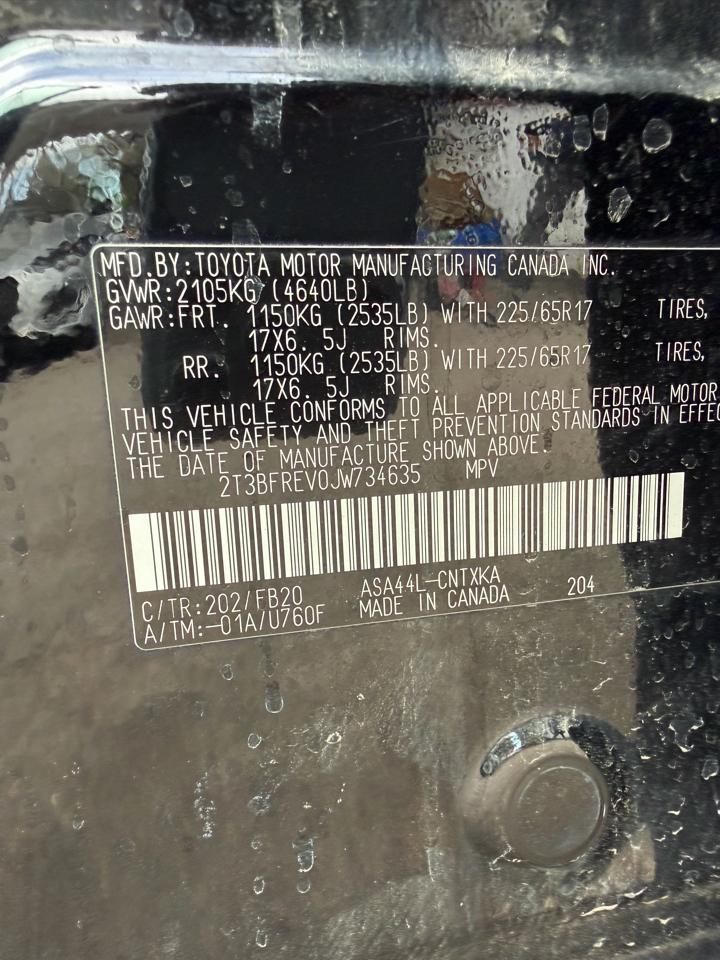 MFD.BY:TOYOTA MOTOR MANUFACTURING CANADA INC.
GVWR:2105KG (4640LB)
GAWR:FRT. 1150KG (2535LB) WITH 225/65R17 TIRES,
17X6. 5J RIMS.
RR. 1150KG (2535LB) WITH 225/65R17 TIRES,
17X6. 5J RIMS.
THIS VEHICLE CONFORMS TO ALL APPLICABLE FEDERAL MOTOR
VEHICLE SAFETY AND THEFT PREVENTION STANDARDS IN EFFEC
THE DATE OF MANUFACTURE SHOWN ABOVE.
2T3BFREV0JW734635 MPV
C/TR:202/FB20 ASA44L-CNTXKA 204
A/TM:-01A/U760F MADE IN CANADA